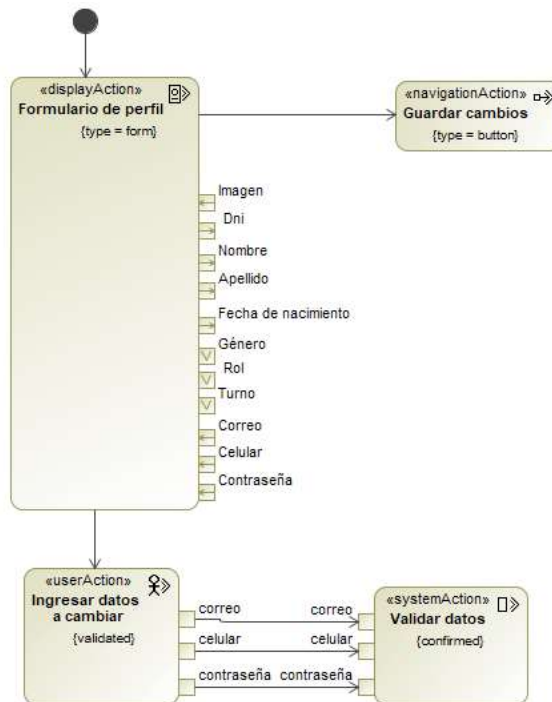 «displayAction»
Formulario de perfil
{type = form}
«navigationAction»
Guardar cambios
{type = button}
Imagen
Dni
Nombre
Apellido
Fecha de nacimiento
Género
Rol
Turno
Correo
Celular
Contraseña
«userAction»
Ingresar datos
a cambiar
{validated}
correo correo
celular celular
contraseña contraseña
«systemAction»
Validar datos
{confirmed}